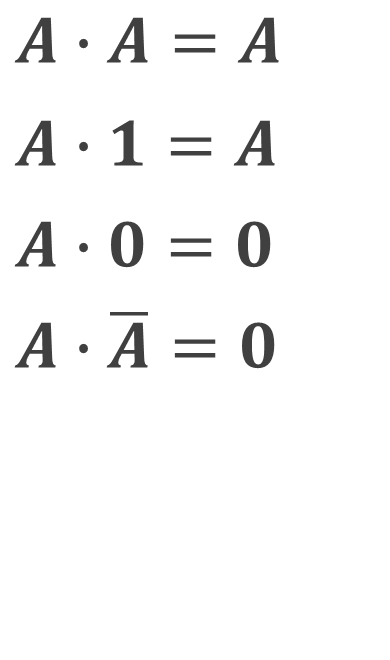 A · A = A
A · 1 = A
A · 0 = 0
A · A̅ = 0